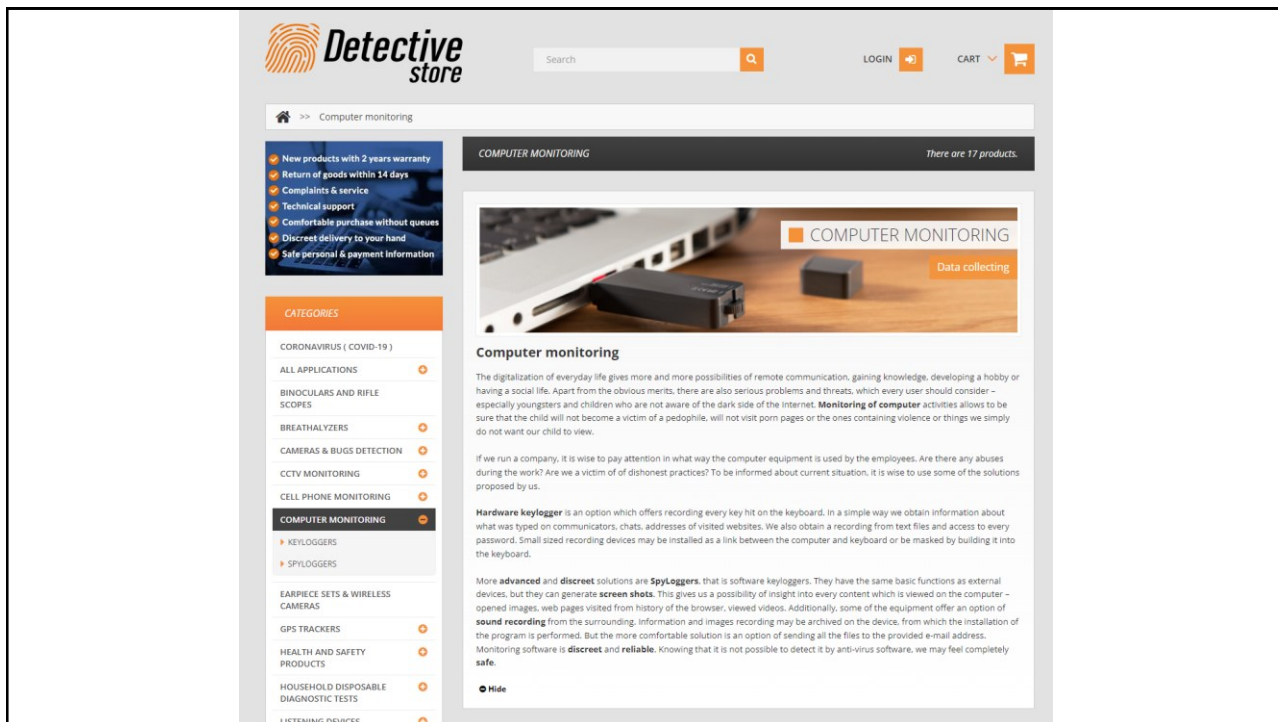 Detective
store
Search
LOGIN
CART
>> Computer monitoring
New products with 2 years warranty
Return of goods within 14 days
Complaints & service
Technical support
Comfortable purchase without queues
Discreet delivery to your hand
Safe personal & payment information
CATEGORIES
CORONAVIRUS ( COVID-19 )
ALL APPLICATIONS
BINOCULARS AND RIFLE
SCOPES
BREATHALYZERS
CAMERAS & BUGS DETECTION
CCTV MONITORING
CELL PHONE MONITORING
COMPUTER MONITORING
KEYLOGGERS
SPYLOGGERS
EARPIECE SETS & WIRELESS
CAMERAS
GPS TRACKERS
HEALTH AND SAFETY
PRODUCTS
HOUSEHOLD DISPOSABLE
DIAGNOSTIC TESTS
LISTENING DEVICES
COMPUTER MONITORING
There are 17 products.
COMPUTER MONITORING
Data collecting
Computer monitoring
The digitalization of everyday life gives more and more possibilities of remote communication, gaining knowledge, developing a hobby or
having a social life. Apart from the obvious merits, there are also serious problems and threats, which every user should consider –
especially youngsters and children who are not aware of the dark side of the Internet. Monitoring of computer activities allows to be
sure that the child will not become a victim of a pedophile, will not visit porn pages or the ones containing violence or things we simply
do not want our child to view.
If we run a company, it is wise to pay attention in what way the computer equipment is used by the employees. Are there any abuses
during the work? Are we a victim of of dishonest practices? To be informed about current situation, it is wise to use some of the solutions
proposed by us.
Hardware keylogger is an option which offers recording every key hit on the keyboard. In a simple way we obtain information about
what was typed on communicators, chats, addresses of visited websites. We also obtain a recording from text files and access to every
password. Small sized recording devices may be installed as a link between the computer and keyboard or be masked by building it into
the keyboard.
More advanced and discreet solutions are SpyLoggers, that is software keyloggers. They have the same basic functions as external
devices, but they can generate screen shots. This gives us a possibility of insight into every content which is viewed on the computer –
opened images, web pages visited from history of the browser, viewed videos. Additionally, some of the equipment offer an option of
sound recording from the surrounding. Information and images recording may be archived on the device, from which the installation of
the program is performed. But the more comfortable solution is an option of sending all the files to the provided e-mail address.
Monitoring software is discreet and reliable. Knowing that it is not possible to detect it by anti-virus software, we may feel completely
safe.
Hide